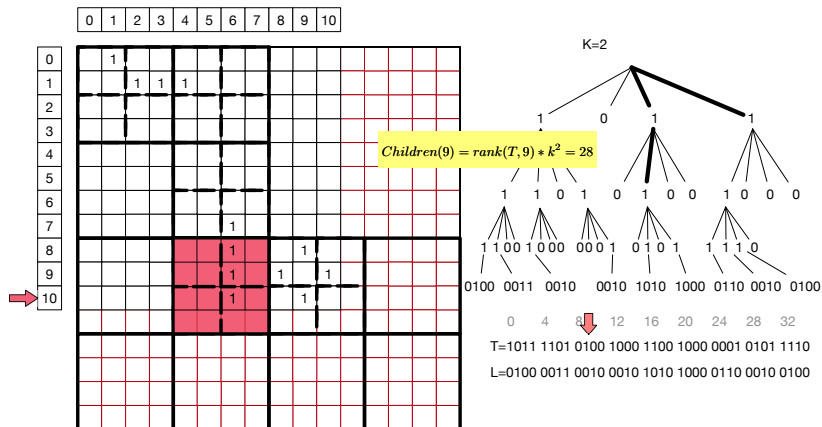 0 1 2 3 4 5 6 7 8 9 10
K=2
0 1
1 1 1 1
2
3
1 0 1 1
4
Children(9) = rank(T, 9) * k² = 28
5
6
1 1 0 1 0 1 0 0 1 0 0 0
7 1
8 1 1
1 1 0 0 1 0 0 0 0 0 0 1 0 1 0 1 1 1 1 0
9 1 1 1
0100 0011 0010 0010 1010 1000 0110 0010 0100
10 1 1
0 4 8 12 16 20 24 28 32
T=1011 1101 0100 1000 1100 1000 0001 0101 1110
L=0100 0011 0010 0010 1010 1000 0110 0010 0100